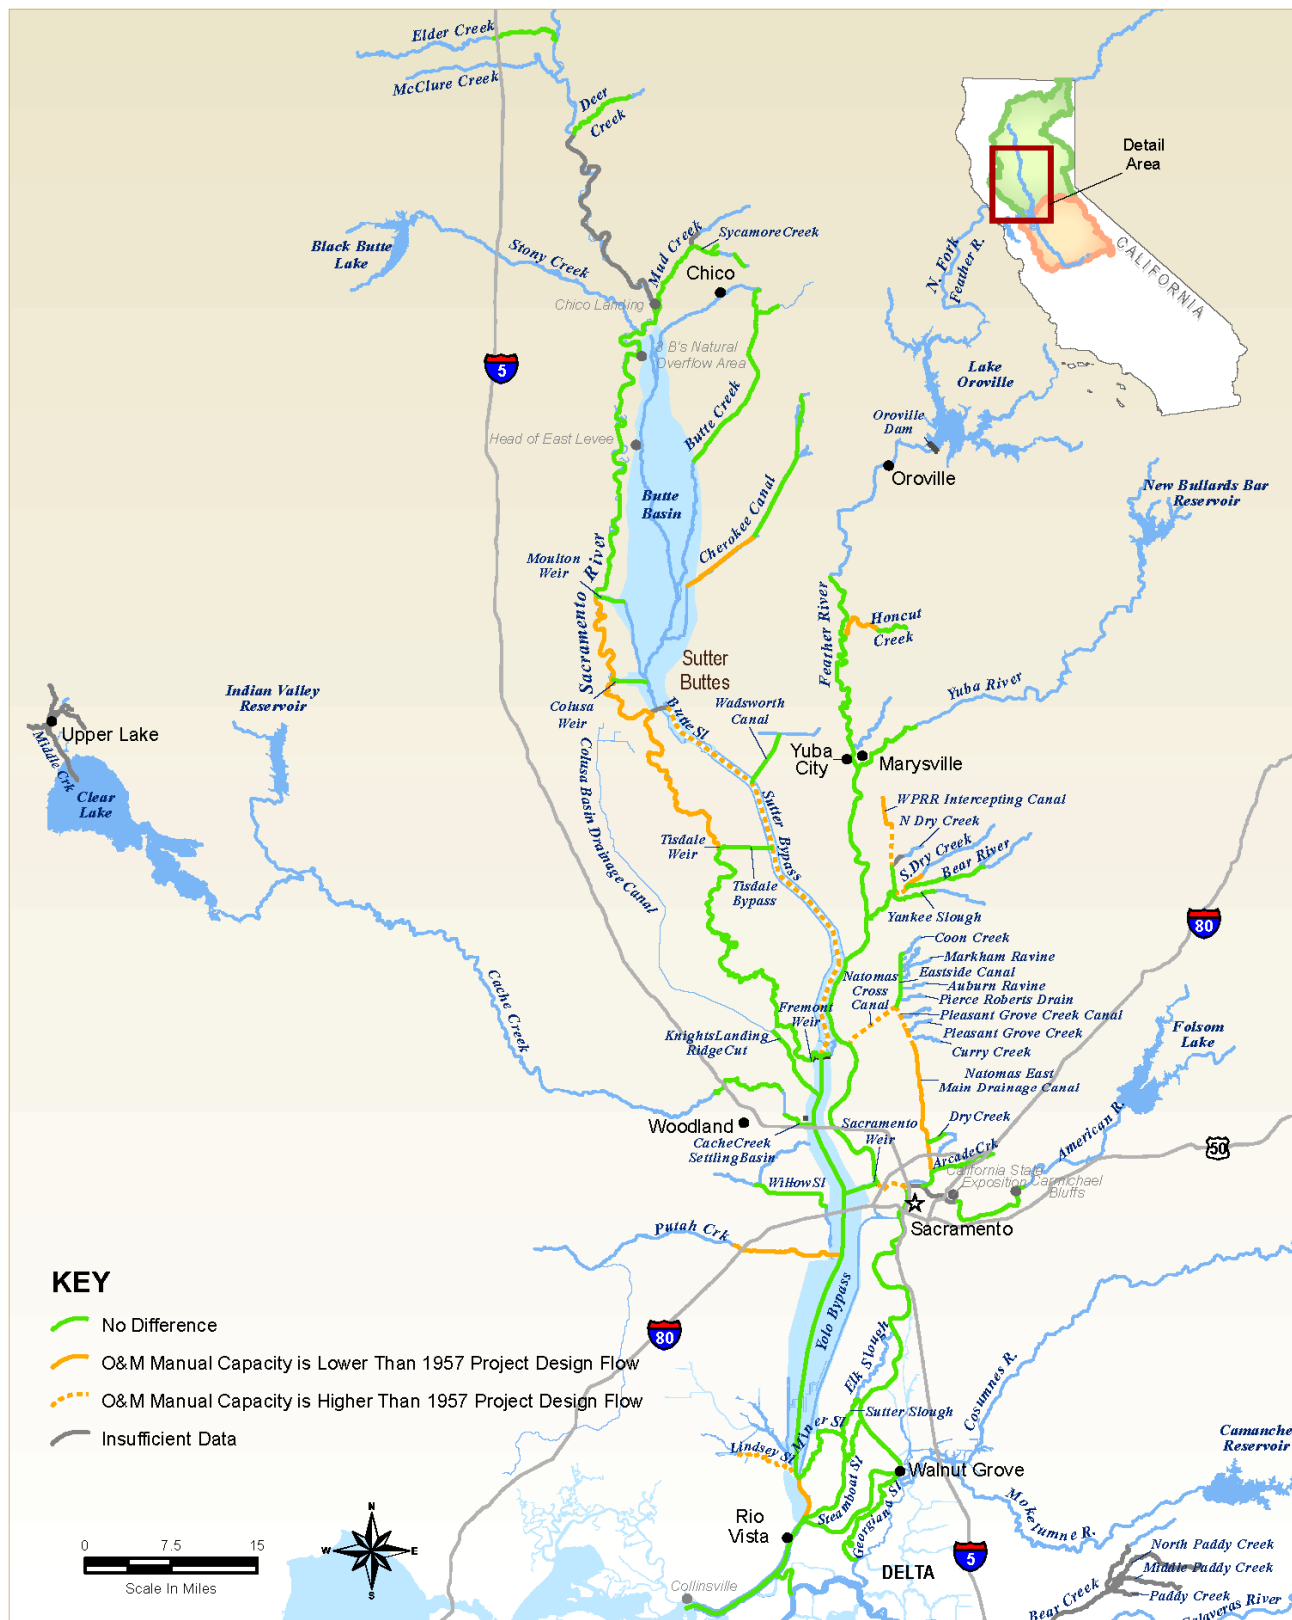 Elder Creek
McClure Creek
Deer
Creek
Detail
Area
CALIFORNIA
N. Fork
Feather R.
Black Butte
Lake
Stony Creek
Mud Creek
Sycamore Creek
Chico
Chico Landing
3 B's Natural
Overflow Area
5
Lake
Oroville
Oroville
Dam
Oroville
Butte Creek
Head of East Levee
Butte
Basin
Cherokee Canal
New Bullards Bar
Reservoir
Moulton
Weir
Sacramento River
Feather River
Honcut
Creek
Sutter
Buttes
Yuba River
Indian Valley
Reservoir
Colusa
Weir
Butte Sl
Wadsworth
Canal
Upper Lake
Middle Crk
Clear
Lake
Colusa Basin Drainage Canal
Yuba
City
Marysville
Sutter Bypass
WPRR Intercepting Canal
N Dry Creek
S. Dry Creek
Bear River
Tisdale
Weir
Tisdale
Bypass
Yankee Slough
80
Coon Creek
Markham Ravine
Eastside Canal
Auburn Ravine
Pierce Roberts Drain
Pleasant Grove Creek Canal
Pleasant Grove Creek
Curry Creek
Natomas
Cross
Canal
Cache Creek
Fremont
Weir
Knights Landing
Ridge Cut
Folsom
Lake
Natomas East
Main Drainage Canal
Woodland
Cache Creek
Settling Basin
Sacramento
Weir
Dry Creek
Arcade Crk
American R.
50
California State
Exposition
Carmichael
Bluffs
Willow Sl
Sacramento
Putah Crk
KEY
No Difference
O&M Manual Capacity is Lower Than 1957 Project Design Flow
O&M Manual Capacity is Higher Than 1957 Project Design Flow
Insufficient Data
80
Yolo Bypass
Elk Slough
Sutter Slough
Cosumnes R.
Miner Sl
Lindsey Sl
Steamboat Sl
Georgiana Sl
Walnut Grove
Camanche
Reservoir
Mokelumne R.
Rio
Vista
N
W
E
S
0
7.5
15
Scale In Miles
Collinsville
DELTA
5
North Paddy Creek
Middle Paddy Creek
Paddy Creek
Bear Creek
Calaveras River